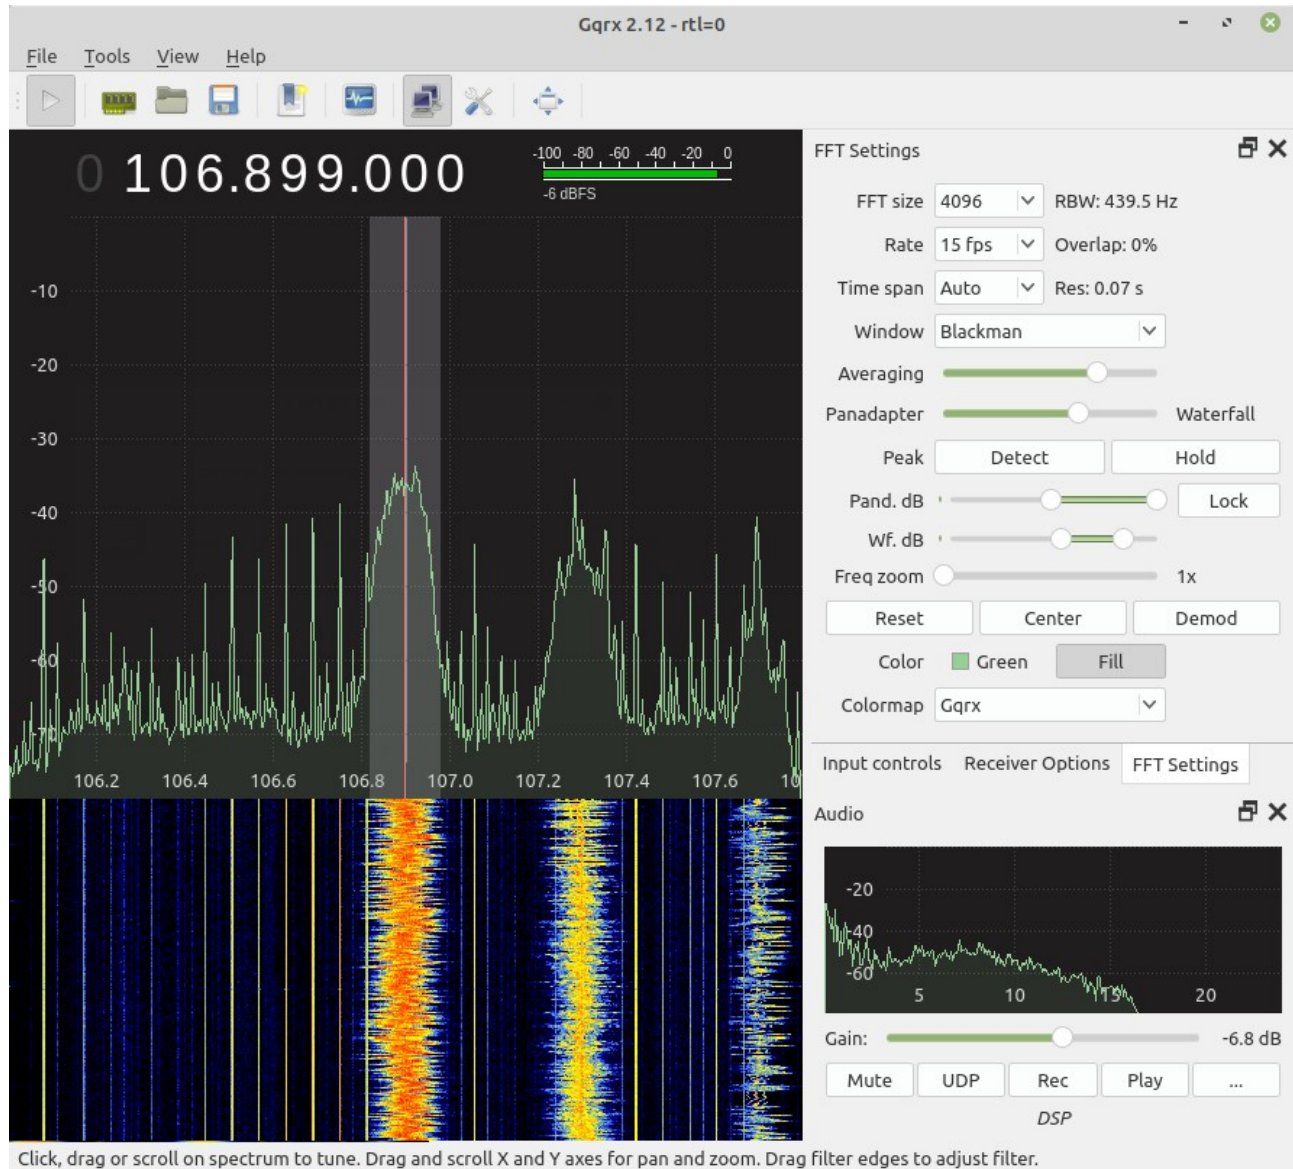 Gqrx 2.12 - rtl=0
File Tools View Help
0 106.899.000
-100 -80 -60 -40 -20 0
-6 dBFS
-10
-20
-30
-40
-50
-60
-70
106.2 106.4 106.6 106.8 107.0 107.2 107.4 107.6 10
FFT Settings
FFT size 4096 RBW: 439.5 Hz
Rate 15 fps Overlap: 0%
Time span Auto Res: 0.07 s
Window Blackman
Averaging
Panadapter Waterfall
Peak Detect Hold
Pand. dB Lock
Wf. dB
Freq zoom 1x
Reset Center Demod
Color Green Fill
Colormap Gqrx
Input controls Receiver Options FFT Settings
Audio
-20
-40
-60
5 10 15 20
Gain: -6.8 dB
Mute UDP Rec Play ...
DSP
Click, drag or scroll on spectrum to tune. Drag and scroll X and Y axes for pan and zoom. Drag filter edges to adjust filter.